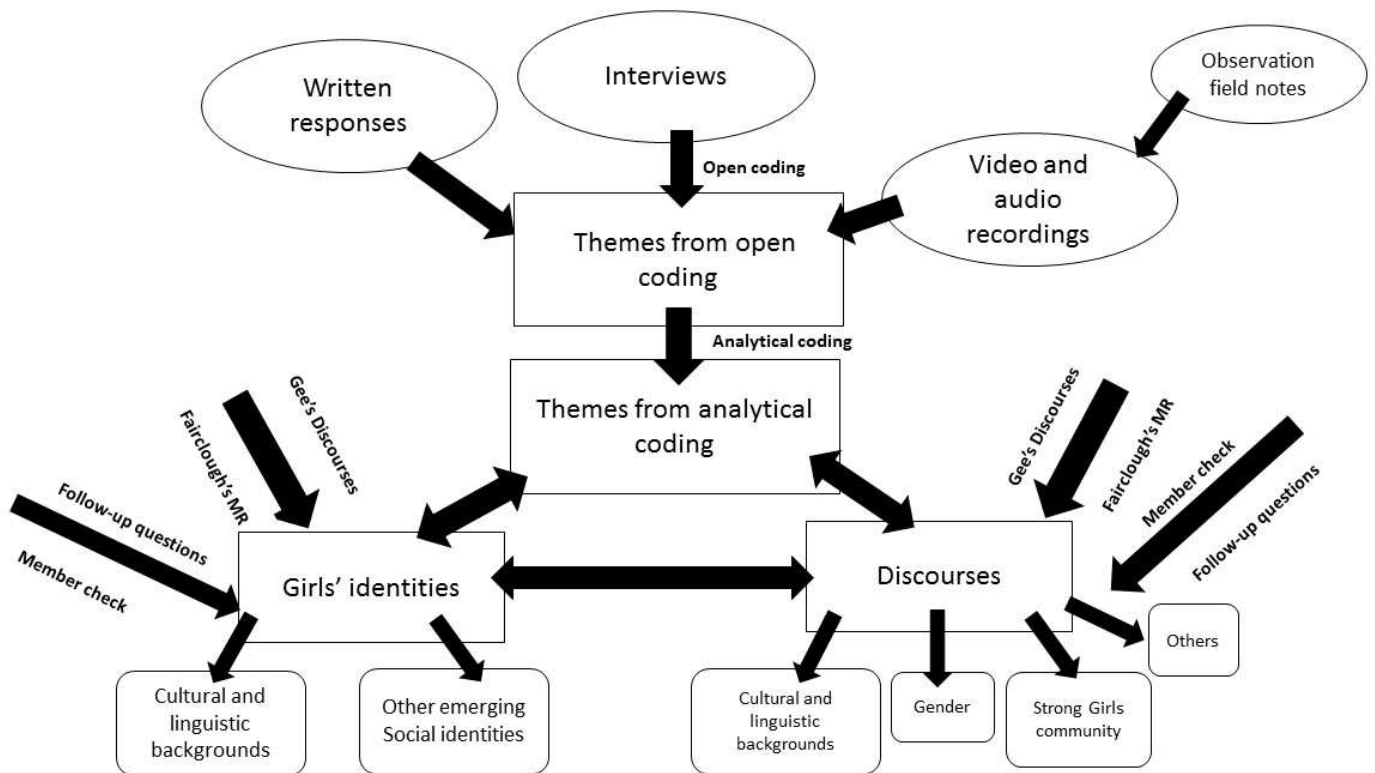 Written
responses
Interviews
Observation
field notes
Video and
audio
recordings
Open coding
Themes from open
coding
Analytical coding
Themes from analytical
coding
Gee's Discourses
Fairclough's MR
Follow-up questions
Member check
Gee's Discourses
Fairclough's MR
Member check
Follow-up questions
Girls' identities
Discourses
Cultural and
linguistic
backgrounds
Other emerging
Social identities
Cultural and
linguistic
backgrounds
Gender
Strong Girls
community
Others